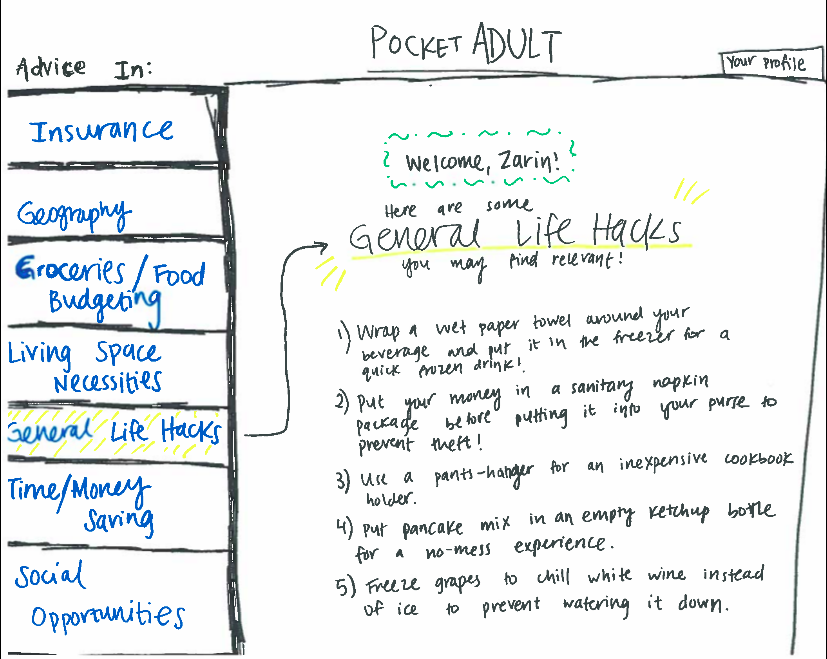 POCKET ADULT
Advice In:
Your profile
Insurance
Geography
Groceries/Food
Budgeting
Living Space
Necessities
General Life Hacks
Time/Money
Saving
Social
Opportunities
Welcome, Zarin!
Here are some
General Life Hacks
you may find relevant!
1) Wrap a wet paper towel around your
beverage and put it in the freezer for a
quick frozen drink!
2) Put your money in a sanitary napkin
package before putting it into your purse to
prevent theft!
3) Use a pants-hanger for an inexpensive cookbook
holder.
4) Put pancake mix in an empty ketchup bottle
for a no-mess experience.
5) Freeze grapes to chill white wine instead
of ice to prevent watering it down.